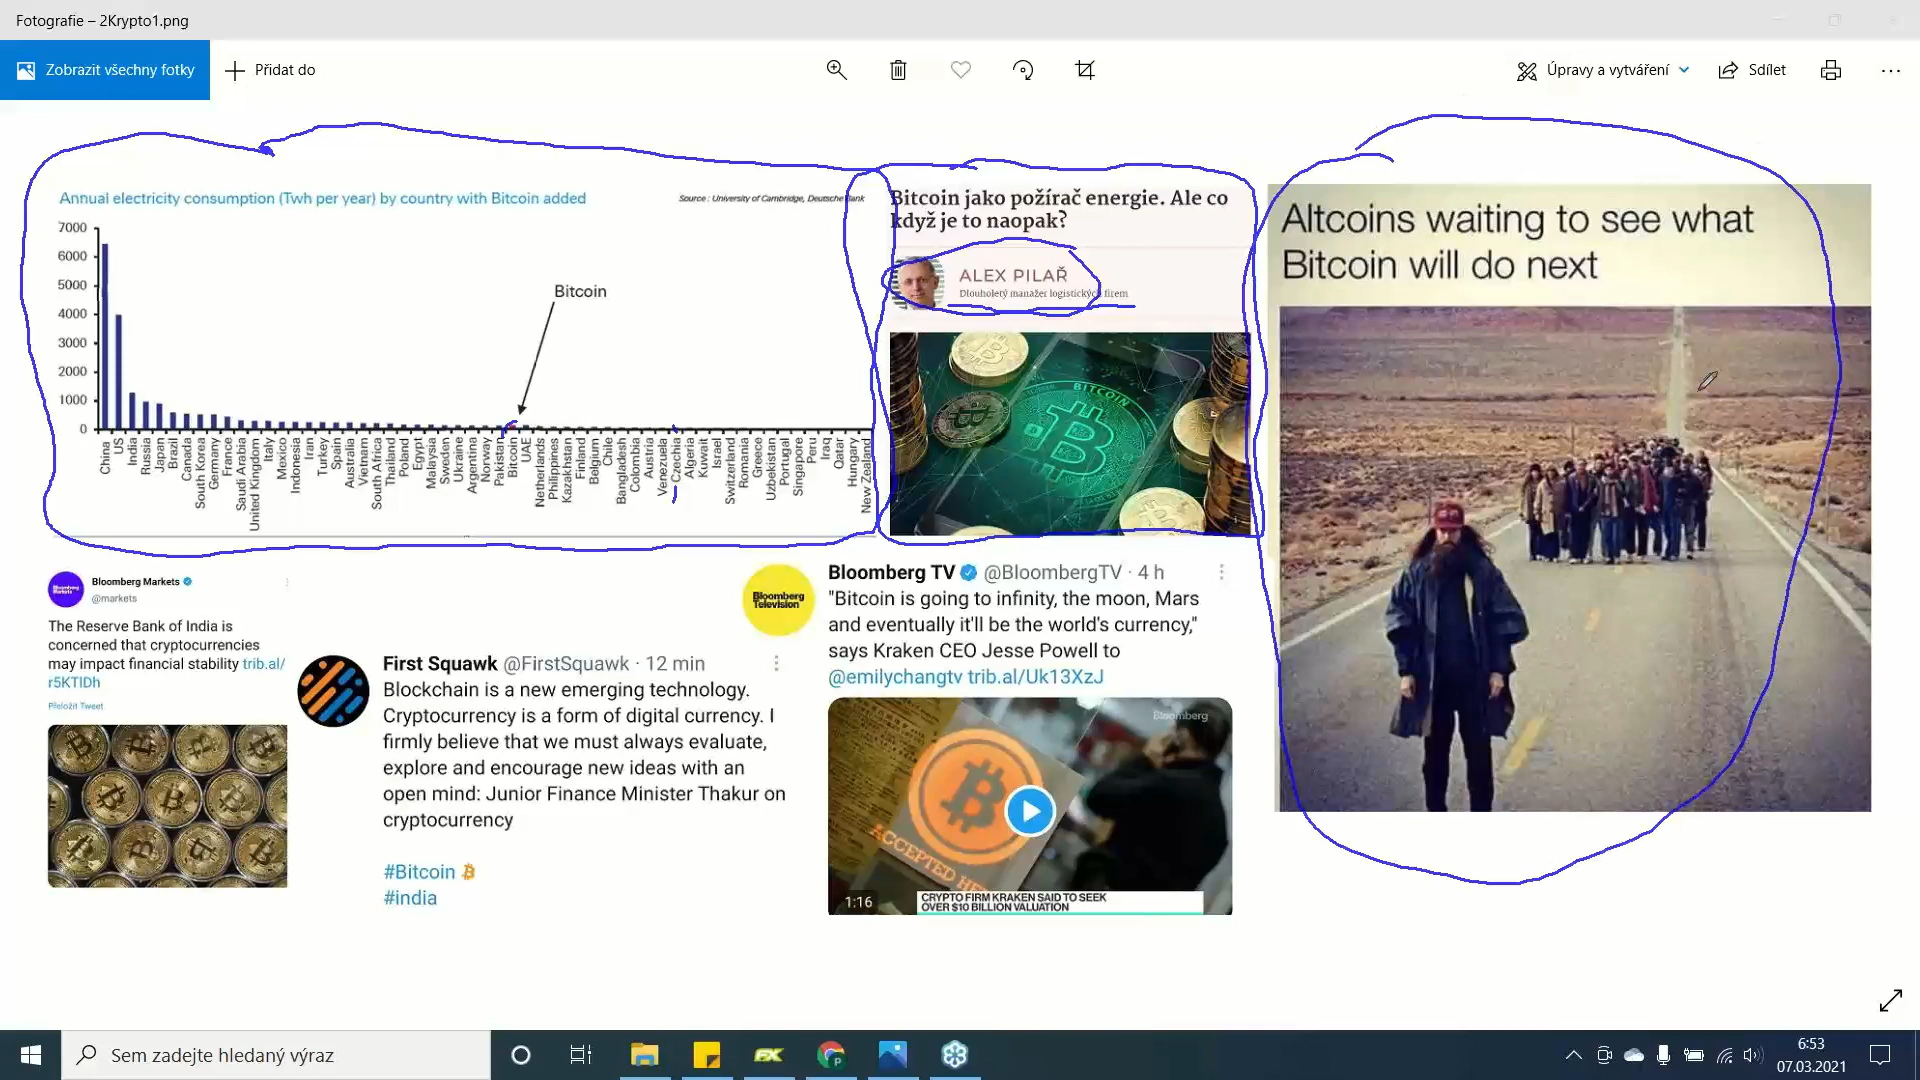 Fotografie – 2Krypto1.png
Zobrazit všechny fotky
Přidat do
Úpravy a vytváření
Sdílet
Annual electricity consumption (Twh per year) by country with Bitcoin added
Source : University of Cambridge, Deutsche Bank
7000
6000
5000
4000
3000
2000
1000
0
Bitcoin
China
US
India
Russia
Japan
Brazil
Canada
South Korea
Germany
France
Saudi Arabia
United Kingdom
Italy
Mexico
Indonesia
Iran
Turkey
Spain
Australia
Vietnam
South Africa
Thailand
Poland
Egypt
Malaysia
Sweden
Ukraine
Argentina
Norway
Pakistan
Bitcoin
UAE
Netherlands
Philippines
Kazakhstan
Finland
Belgium
Chile
Bangladesh
Colombia
Austria
Venezuela
Czechia
Algeria
Kuwait
Israel
Switzerland
Romania
Greece
Uzbekistan
Portugal
Singapore
Peru
Iraq
Qatar
Hungary
New Zealand
Bitcoin jako požírač energie. Ale co
když je to naopak?
ALEX PILAŘ
Dlouholetý manažer logistických firem
BITCOIN
Altcoins waiting to see what
Bitcoin will do next
Bloomberg Markets
@markets
The Reserve Bank of India is
concerned that cryptocurrencies
may impact financial stability trib.al/
r5KTIDh
Přeložit Tweet
First Squawk @FirstSquawk · 12 min
Blockchain is a new emerging technology.
Cryptocurrency is a form of digital currency. I
firmly believe that we must always evaluate,
explore and encourage new ideas with an
open mind: Junior Finance Minister Thakur on
cryptocurrency
#Bitcoin
#india
Bloomberg
Television
Bloomberg TV @BloombergTV · 4 h
"Bitcoin is going to infinity, the moon, Mars
and eventually it'll be the world's currency,"
says Kraken CEO Jesse Powell to
@emilychangtv trib.al/Uk13XzJ
Bloomberg
ACCEPTED HE
1:16
CRYPTO FIRM KRAKEN SAID TO SEEK
OVER $10 BILLION VALUATION
Sem zadejte hledaný výraz
FX
6:53
07.03.2021